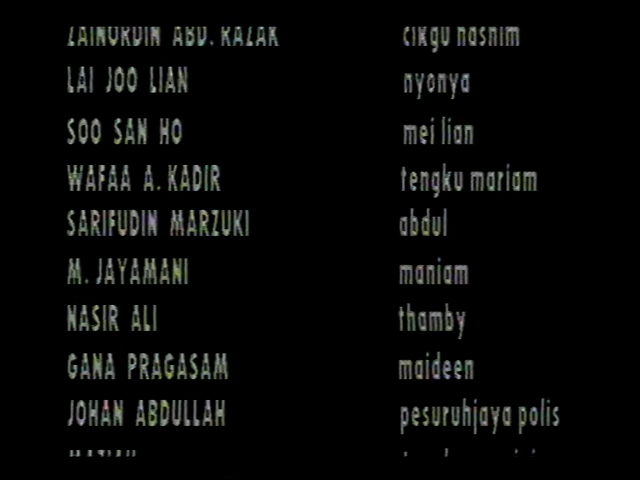 ZAINORDIN ABD. RAZAK cikgu hashim
LAI JOO LIAN nyonya
SOO SAN HO mei lian
WAFAA A. KADIR tengku mariam
SARIFUDIN MARZUKI abdul
M. JAYAMANI maniam
NASIR ALI thamby
GANA PRAGASAM maideen
JOHAN ABDULLAH pesuruhjaya polis